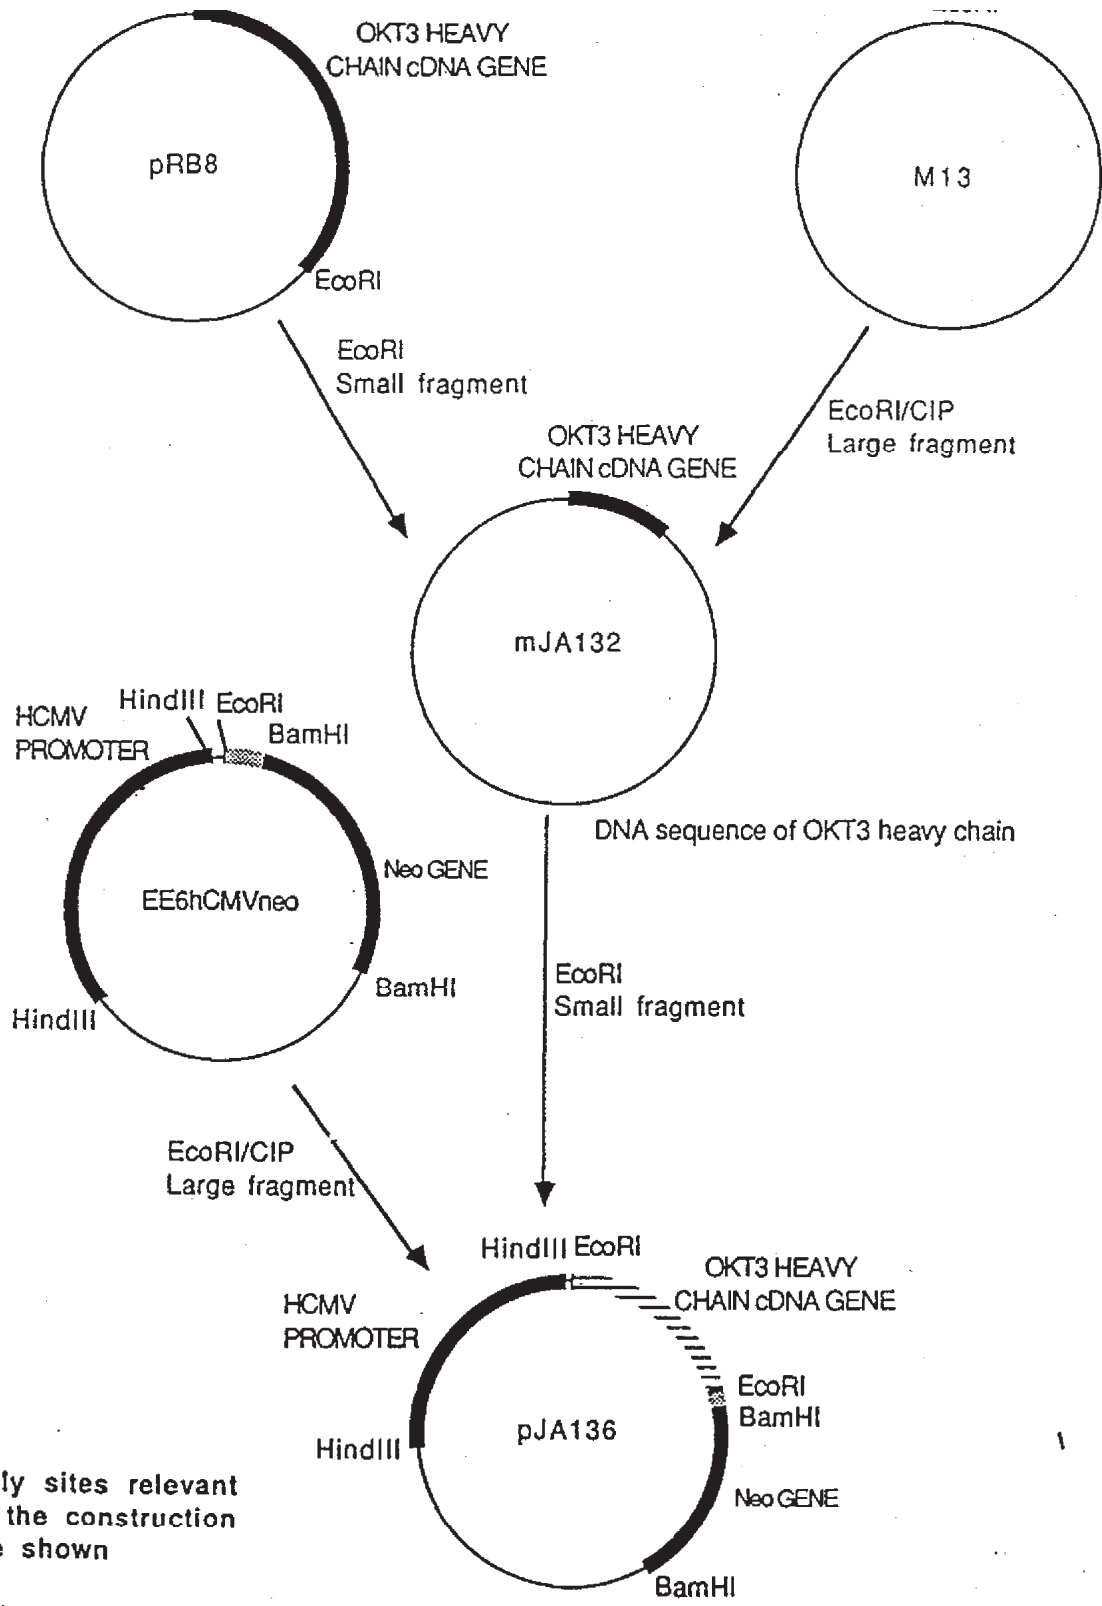 OKT3 HEAVY
CHAIN cDNA GENE
pRB8
M13
EcoRI
EcoRI
Small fragment
EcoRI/CIP
Large fragment
OKT3 HEAVY
CHAIN cDNA GENE
mJA132
HindIII EcoRI
HCMV
PROMOTER
BamHI
DNA sequence of OKT3 heavy chain
Neo GENE
EE6hCMVneo
BamHI
HindIII
EcoRI
Small fragment
EcoRI/CIP
Large fragment
HindIII EcoRI
OKT3 HEAVY
CHAIN cDNA GENE
HCMV
PROMOTER
EcoRI
BamHI
pJA136
HindIII
Neo GENE
ly sites relevant
the construction
shown
BamHI